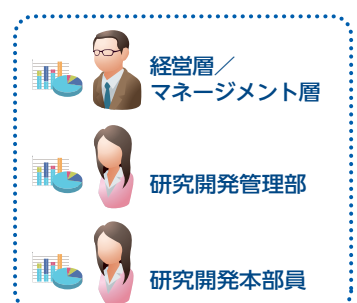 経営層／
マネージメント層
研究開発管理部
研究開発本部員